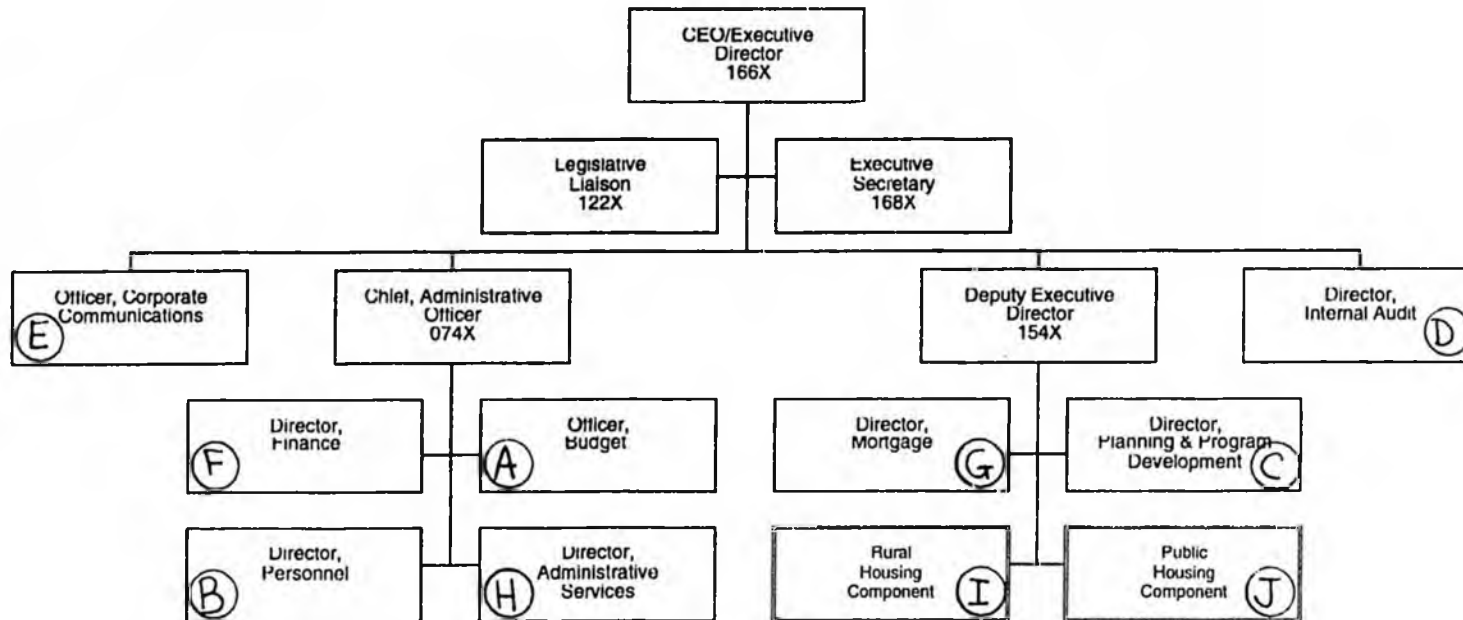 CEO/Executive
Director
166X
Legislative
Liaison
122X
Executive
Secretary
168X
Officer, Corporate
Communications
E
Chief, Administrative
Officer
074X
Deputy Executive
Director
154X
Director,
Internal Audit
D
Director,
Finance
F
Officer,
Budget
A
Director,
Mortgage
G
Director,
Planning & Program
Development
C
Director,
Personnel
B
Director,
Administrative
Services
H
Rural
Housing
Component
I
Public
Housing
Component
J